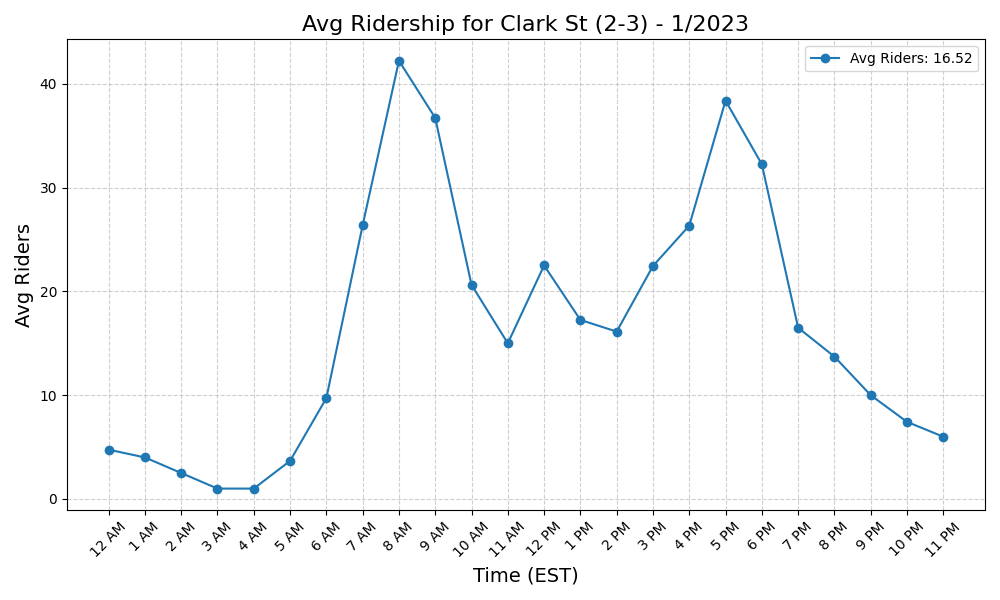 Avg Ridership for Clark St (2-3) - 1/2023
Avg Riders: 16.52
Avg Riders
40
30
20
10
0
12 AM
1 AM
2 AM
3 AM
4 AM
5 AM
6 AM
7 AM
8 AM
9 AM
10 AM
11 AM
12 PM
1 PM
2 PM
3 PM
4 PM
5 PM
6 PM
7 PM
8 PM
9 PM
10 PM
11 PM
Time (EST)